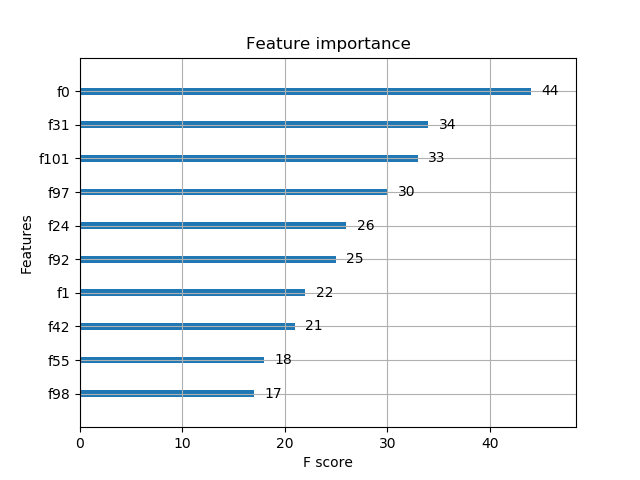 Feature importance
f0 44
f31 34
f101 33
f97 30
f24 26
f92 25
f1 22
f42 21
f55 18
f98 17
Features
0 10 20 30 40
F score